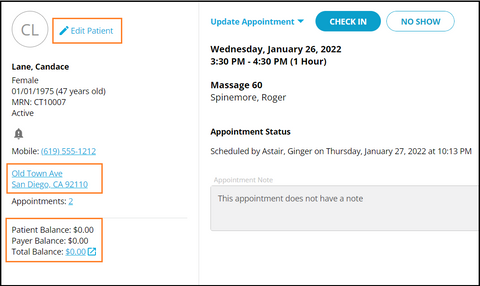 CL
Edit Patient
Lane, Candace
Female
01/01/1975 (47 years old)
MRN: CT10007
Active
Mobile: (619) 555-1212
Old Town Ave
San Diego, CA 92110
Appointments: 2
Patient Balance: $0.00
Payer Balance: $0.00
Total Balance: $0.00
Update Appointment
CHECK IN
NO SHOW
Wednesday, January 26, 2022
3:30 PM - 4:30 PM (1 Hour)
Massage 60
Spinemore, Roger
Appointment Status
Scheduled by Astair, Ginger on Thursday, January 27, 2022 at 10:13 PM
Appointment Note
This appointment does not have a note